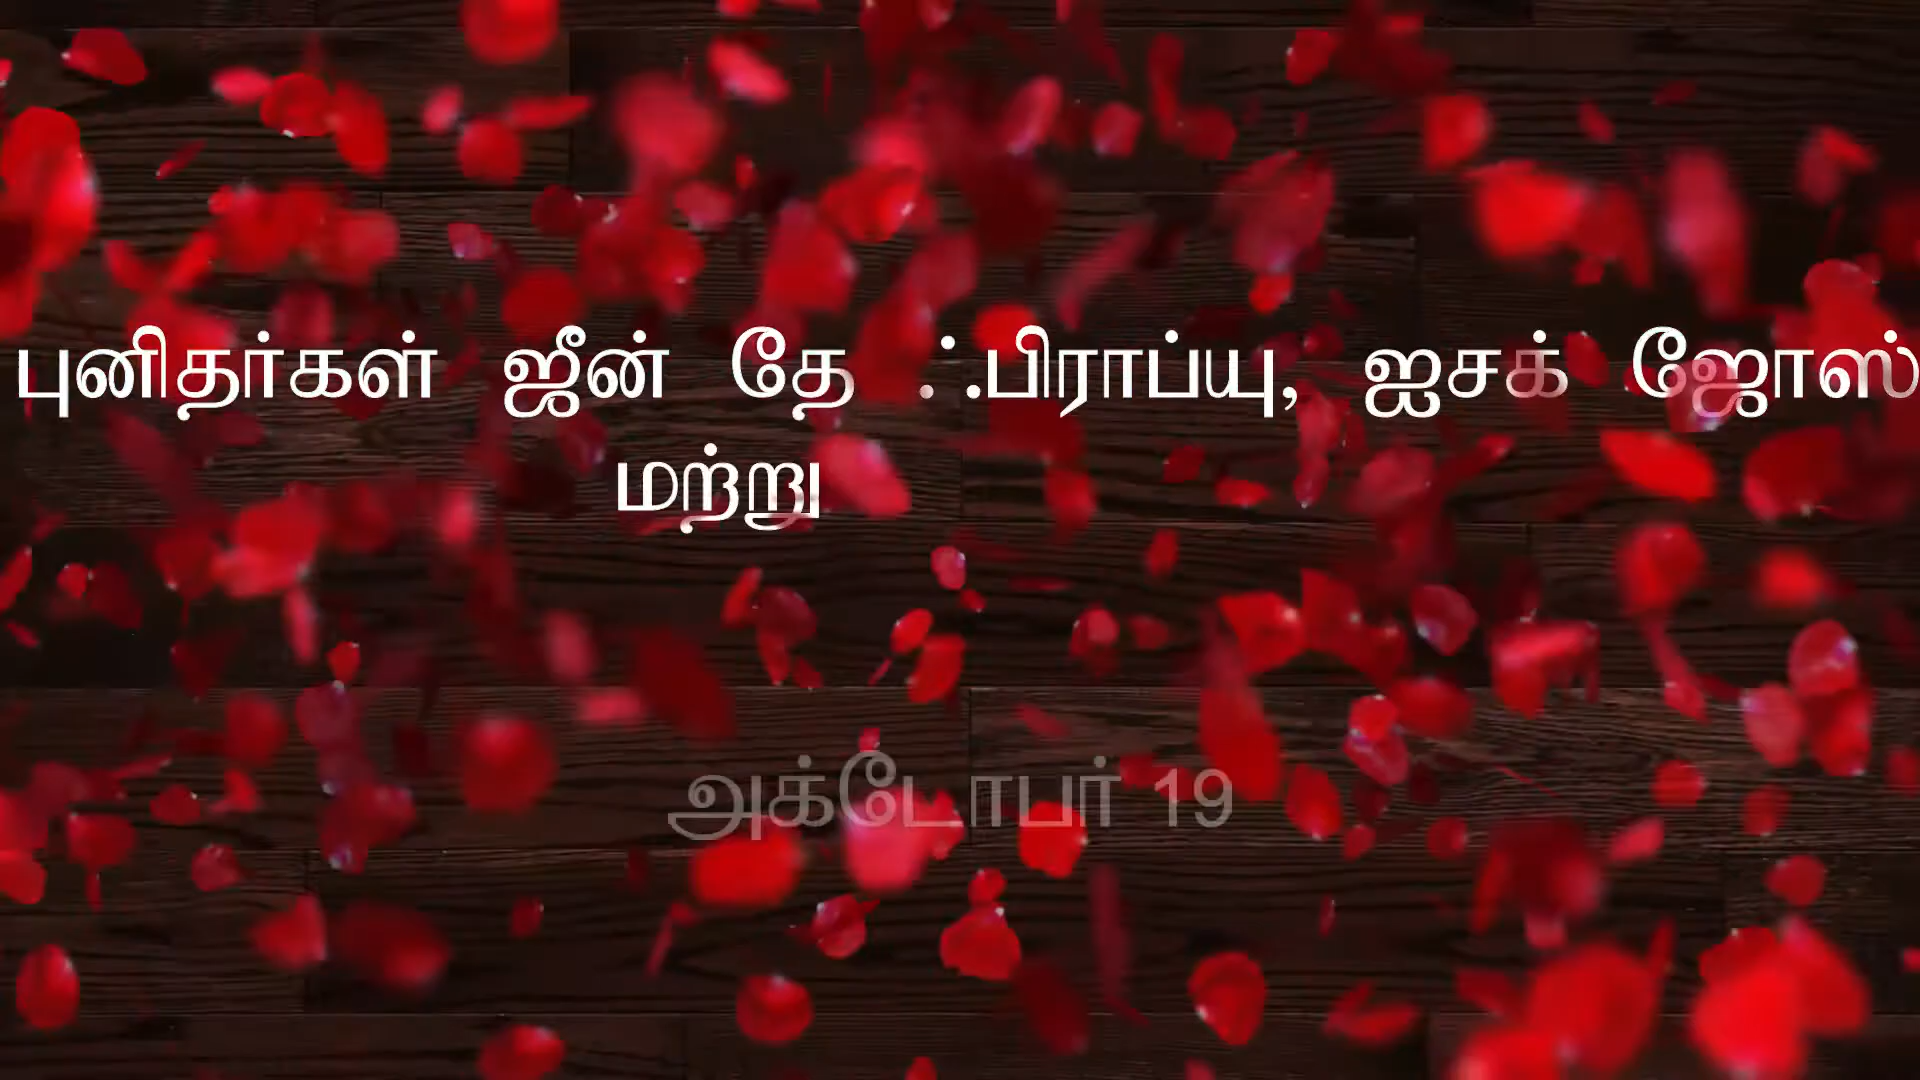 புனிதர்கள் ஜீன் தே ஃபிராப்யு, ஐசக் ஜோஸ்
மற்று
அக்டோபர் 19